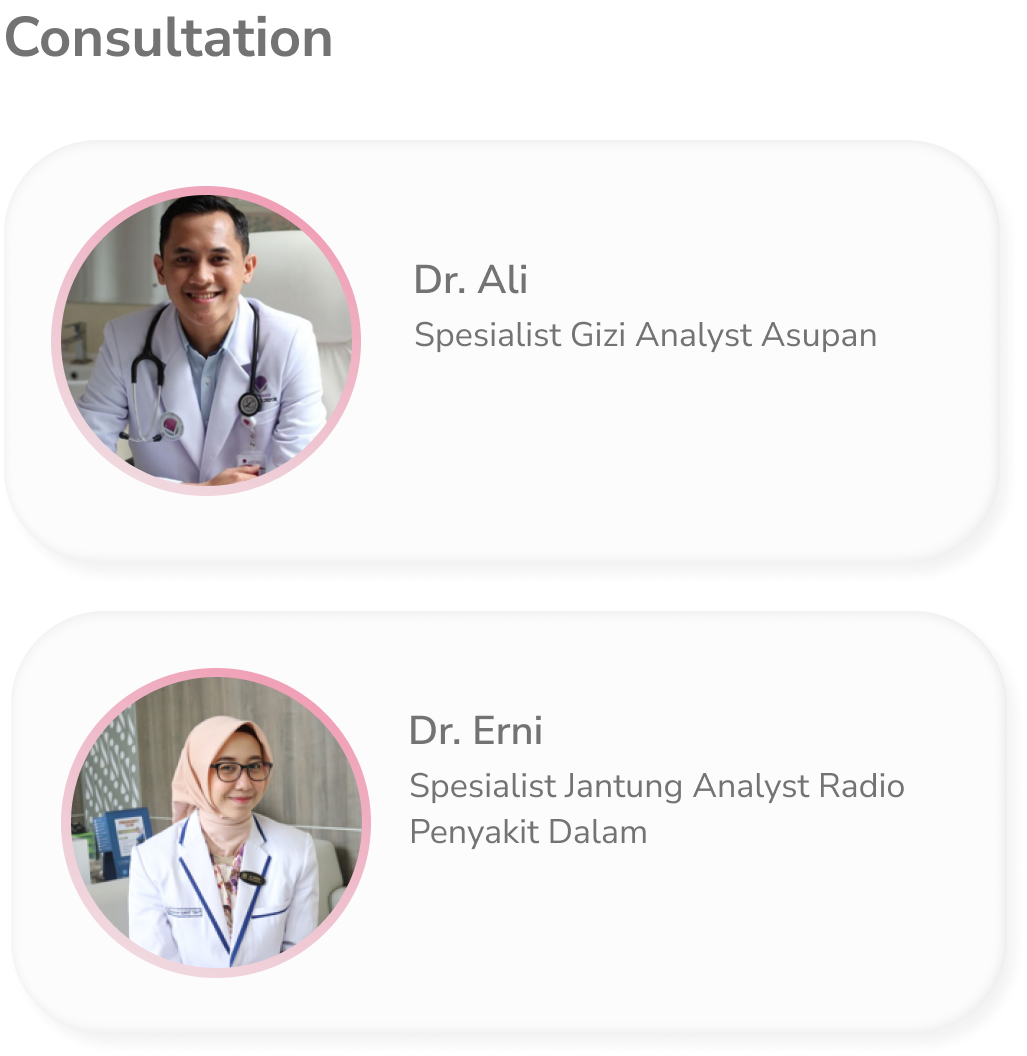 Consultation
Dr. Ali
Spesialist Gizi Analyst Asupan
Dr. Erni
Spesialist Jantung Analyst Radio
Penyakit Dalam